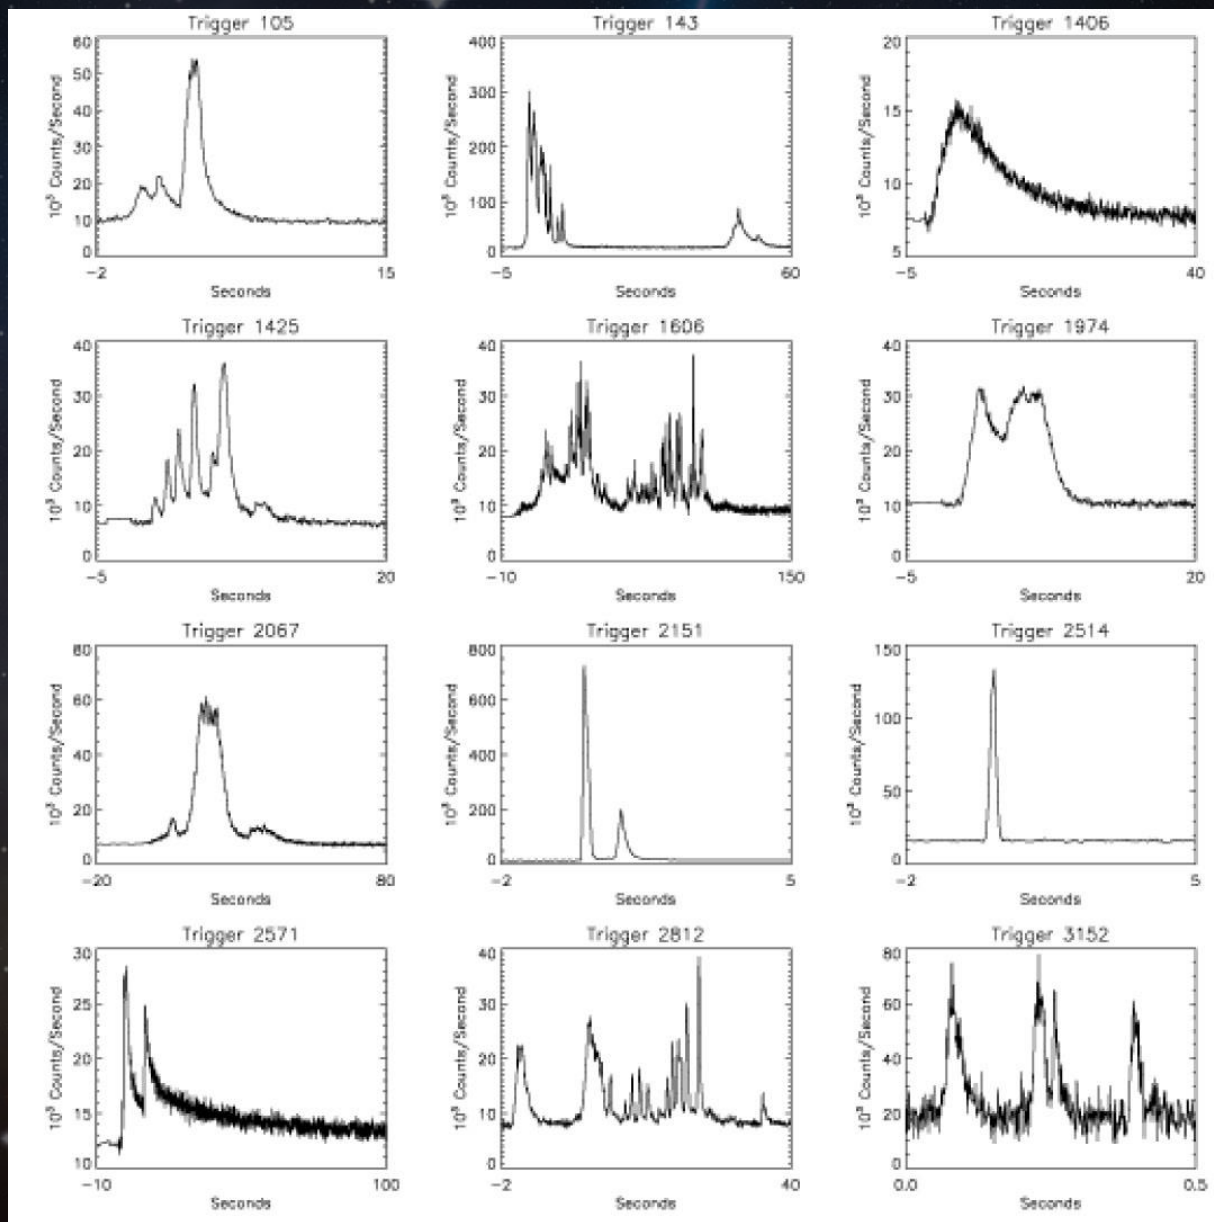 Trigger 105
10³ Counts/Second
60
50
40
30
20
10
0
-2
15
Seconds
Trigger 143
10³ Counts/Second
400
300
200
100
0
-5
60
Seconds
Trigger 1406
10³ Counts/Second
20
15
10
5
-5
40
Seconds
Trigger 1425
10³ Counts/Second
40
30
20
10
0
-5
20
Seconds
Trigger 1606
10³ Counts/Second
40
30
20
10
0
-10
150
Seconds
Trigger 1974
10³ Counts/Second
40
30
20
10
0
-5
20
Seconds
Trigger 2067
10³ Counts/Second
80
60
40
20
0
-20
80
Seconds
Trigger 2151
10³ Counts/Second
800
600
400
200
0
-2
5
Seconds
Trigger 2514
10³ Counts/Second
150
100
50
0
-2
5
Seconds
Trigger 2571
10³ Counts/Second
30
25
20
15
10
-10
100
Seconds
Trigger 2812
10³ Counts/Second
40
30
20
10
0
-2
40
Seconds
Trigger 3152
10³ Counts/Second
80
60
40
20
0
0.0
0.5
Seconds